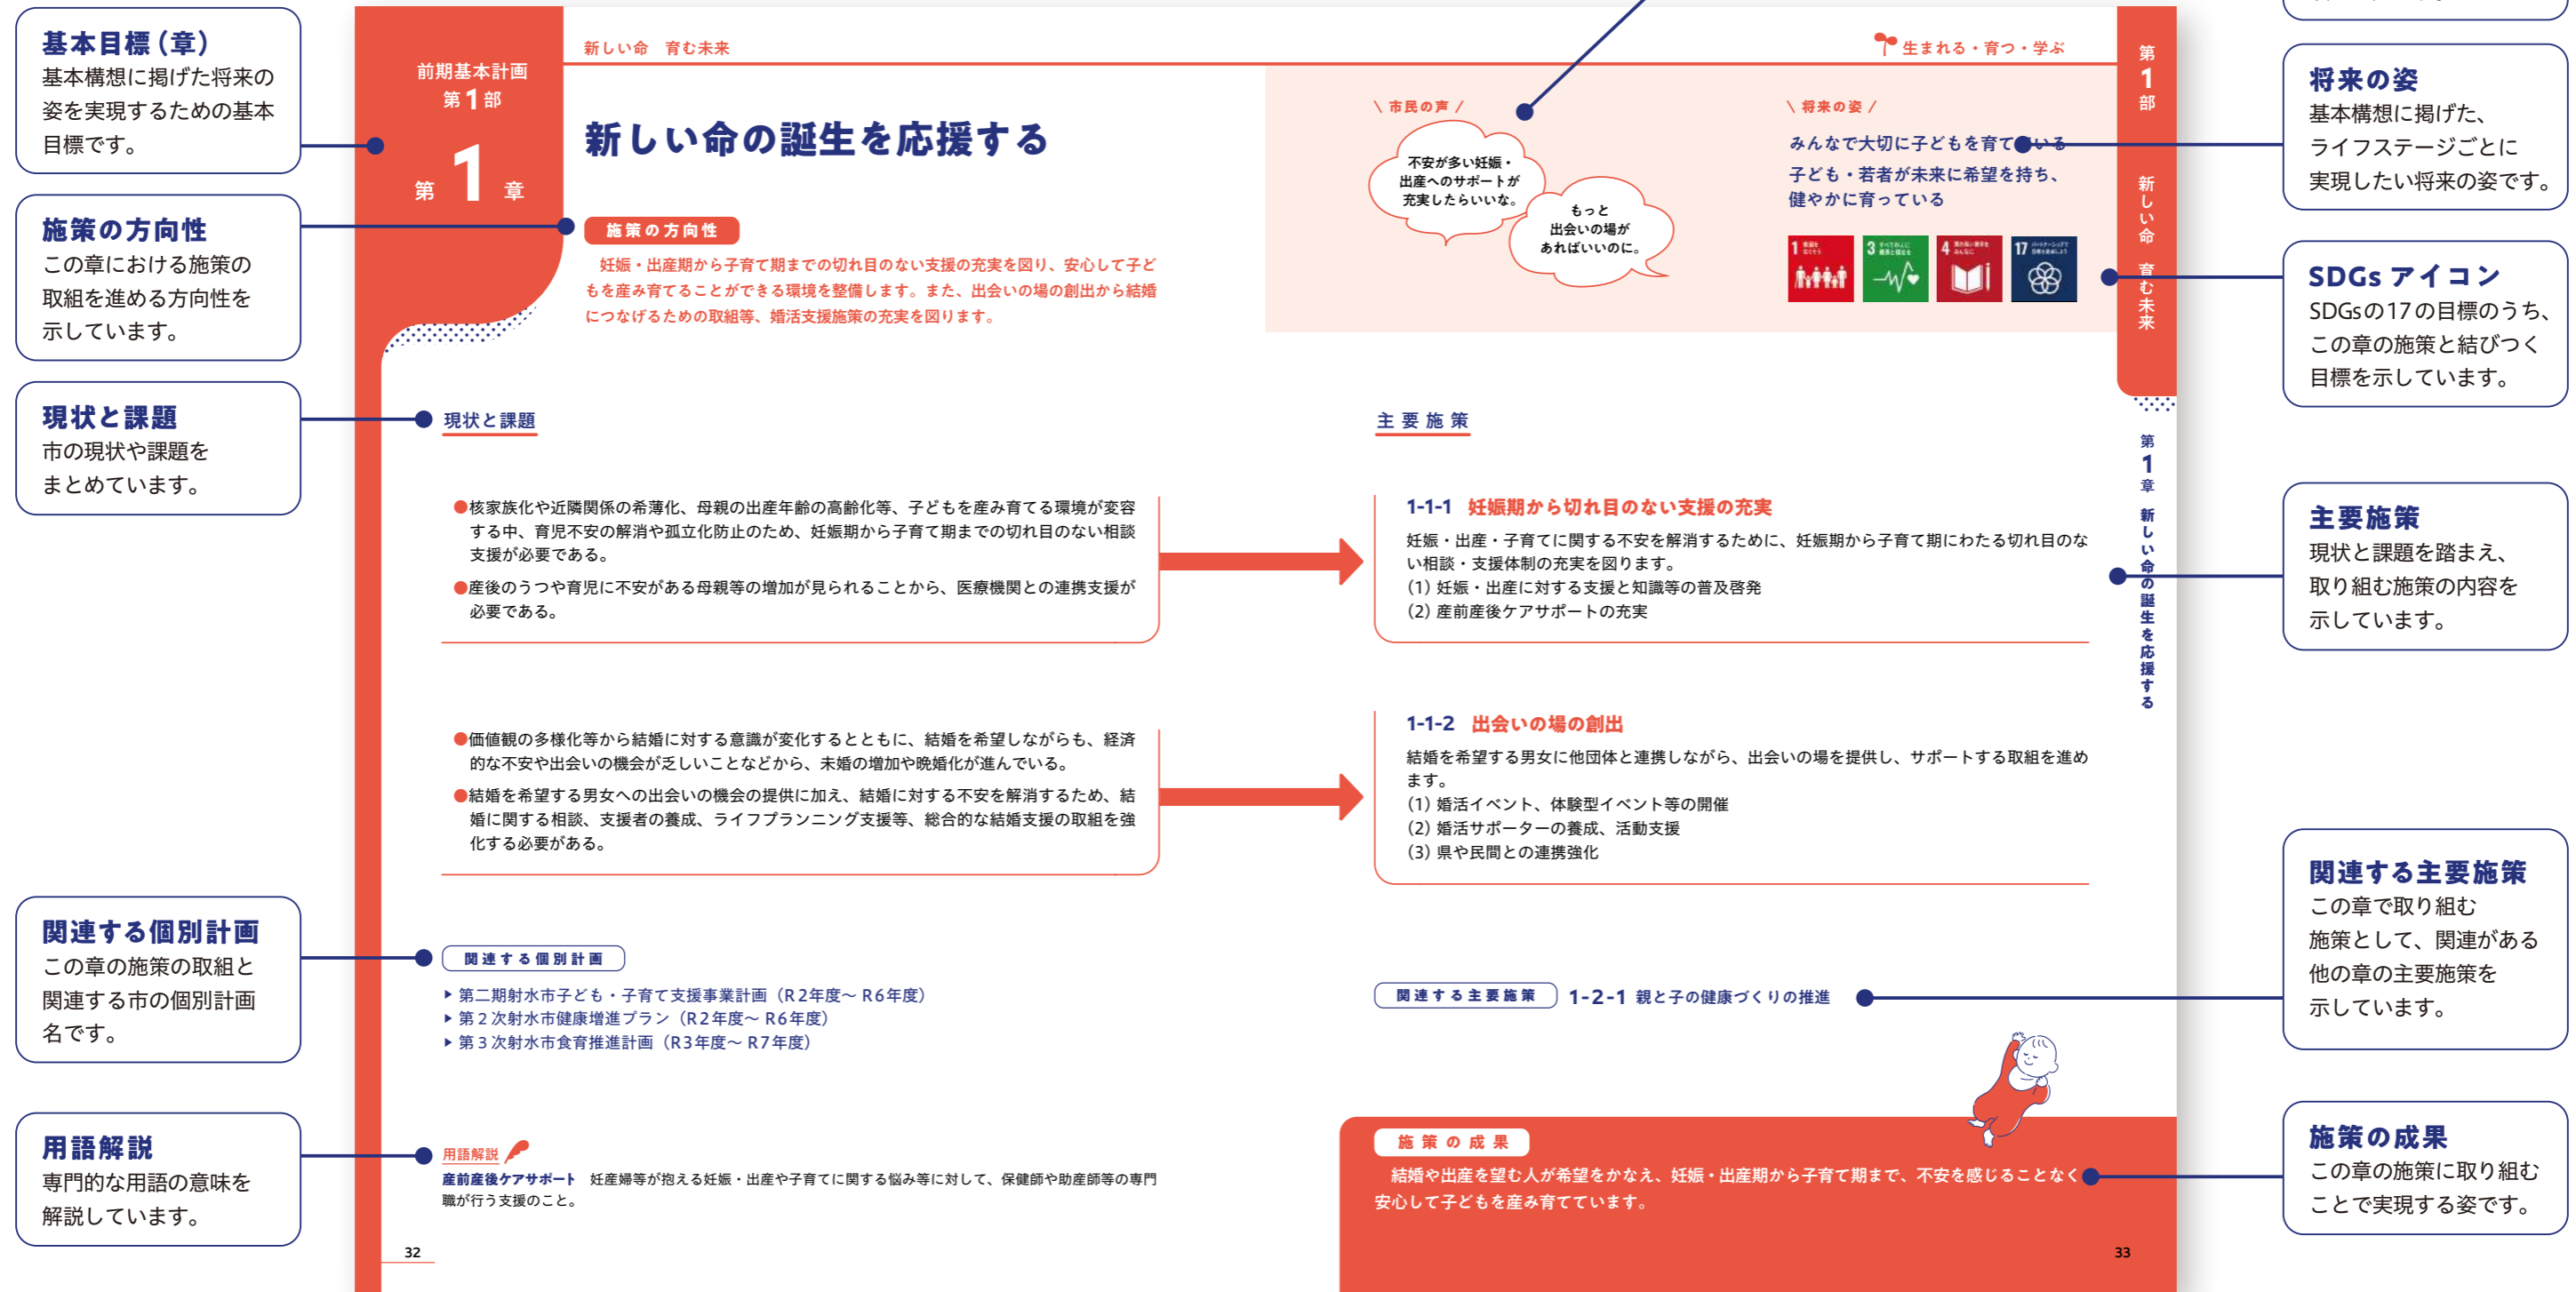 基本目標（章）
基本構想に掲げた将来の
姿を実現するための基本
目標です。
施策の方向性
この章における施策の
取組を進める方向性を
示しています。
現状と課題
市の現状や課題を
まとめています。
関連する個別計画
この章の施策の取組と
関連する市の個別計画
名です。
用語解説
専門的な用語の意味を
解説しています。
前期基本計画
第1部
第1章
新しい命　育む未来
新しい命の誕生を応援する
施策の方向性
妊娠・出産期から子育て期までの切れ目のない支援の充実を図り、安心して子ど
もを産み育てることができる環境を整備します。また、出会いの場の創出から結婚
につなげるための取組等、婚活支援施策の充実を図ります。
現状と課題
●核家族化や近隣関係の希薄化、母親の出産年齢の高齢化等、子どもを産み育てる環境が変容
する中、育児不安の解消や孤立化防止のため、妊娠期から子育て期までの切れ目のない相談
支援が必要である。
●産後のうつや育児に不安がある母親等の増加が見られることから、医療機関との連携支援が
必要である。
●価値観の多様化等から結婚に対する意識が変化するとともに、結婚を希望しながらも、経済
的な不安や出会いの機会が乏しいことなどから、未婚の増加や晩婚化が進んでいる。
●結婚を希望する男女への出会いの機会の提供に加え、結婚に対する不安を解消するため、結
婚に関する相談、支援者の養成、ライフプランニング支援等、総合的な結婚支援の取組を強
化する必要がある。
関連する個別計画
▶ 第二期射水市子ども・子育て支援事業計画（R2年度～R6年度）
▶ 第２次射水市健康増進プラン（R2年度～R6年度）
▶ 第３次射水市食育推進計画（R3年度～R7年度）
用語解説
産前産後ケアサポート　妊産婦等が抱える妊娠・出産や子育てに関する悩み等に対して、保健師や助産師等の専門
職が行う支援のこと。
32
生まれる・育つ・学ぶ
市民の声
不安が多い妊娠・
出産へのサポートが
充実したらいいな。
もっと
出会いの場が
あればいいのに。
将来の姿
みんなで大切に子どもを育てている
子ども・若者が未来に希望を持ち、
健やかに育っている
1
3 すべての人に
4
17
主要施策
1-1-1 妊娠期から切れ目のない支援の充実
妊娠・出産・子育てに関する不安を解消するために、妊娠期から子育て期にわたる切れ目のな
い相談・支援体制の充実を図ります。
(1) 妊娠・出産に対する支援と知識等の普及啓発
(2) 産前産後ケアサポートの充実
1-1-2 出会いの場の創出
結婚を希望する男女に他団体と連携しながら、出会いの場を提供し、サポートする取組を進め
ます。
(1) 婚活イベント、体験型イベント等の開催
(2) 婚活サポーターの養成、活動支援
(3) 県や民間との連携強化
関連する主要施策 1-2-1 親と子の健康づくりの推進
施策の成果
結婚や出産を望む人が希望をかなえ、妊娠・出産期から子育て期まで、不安を感じることなく
安心して子どもを産み育てています。
33
第1部　新しい命　育む未来
第1章　新しい命の誕生を応援する
将来の姿
基本構想に掲げた、
ライフステージごとに
実現したい将来の姿です。
SDGs アイコン
SDGsの17の目標のうち、
この章の施策と結びつく
目標を示しています。
主要施策
現状と課題を踏まえ、
取り組む施策の内容を
示しています。
関連する主要施策
この章で取り組む
施策として、関連がある
他の章の主要施策を
示しています。
施策の成果
この章の施策に取り組む
ことで実現する姿です。